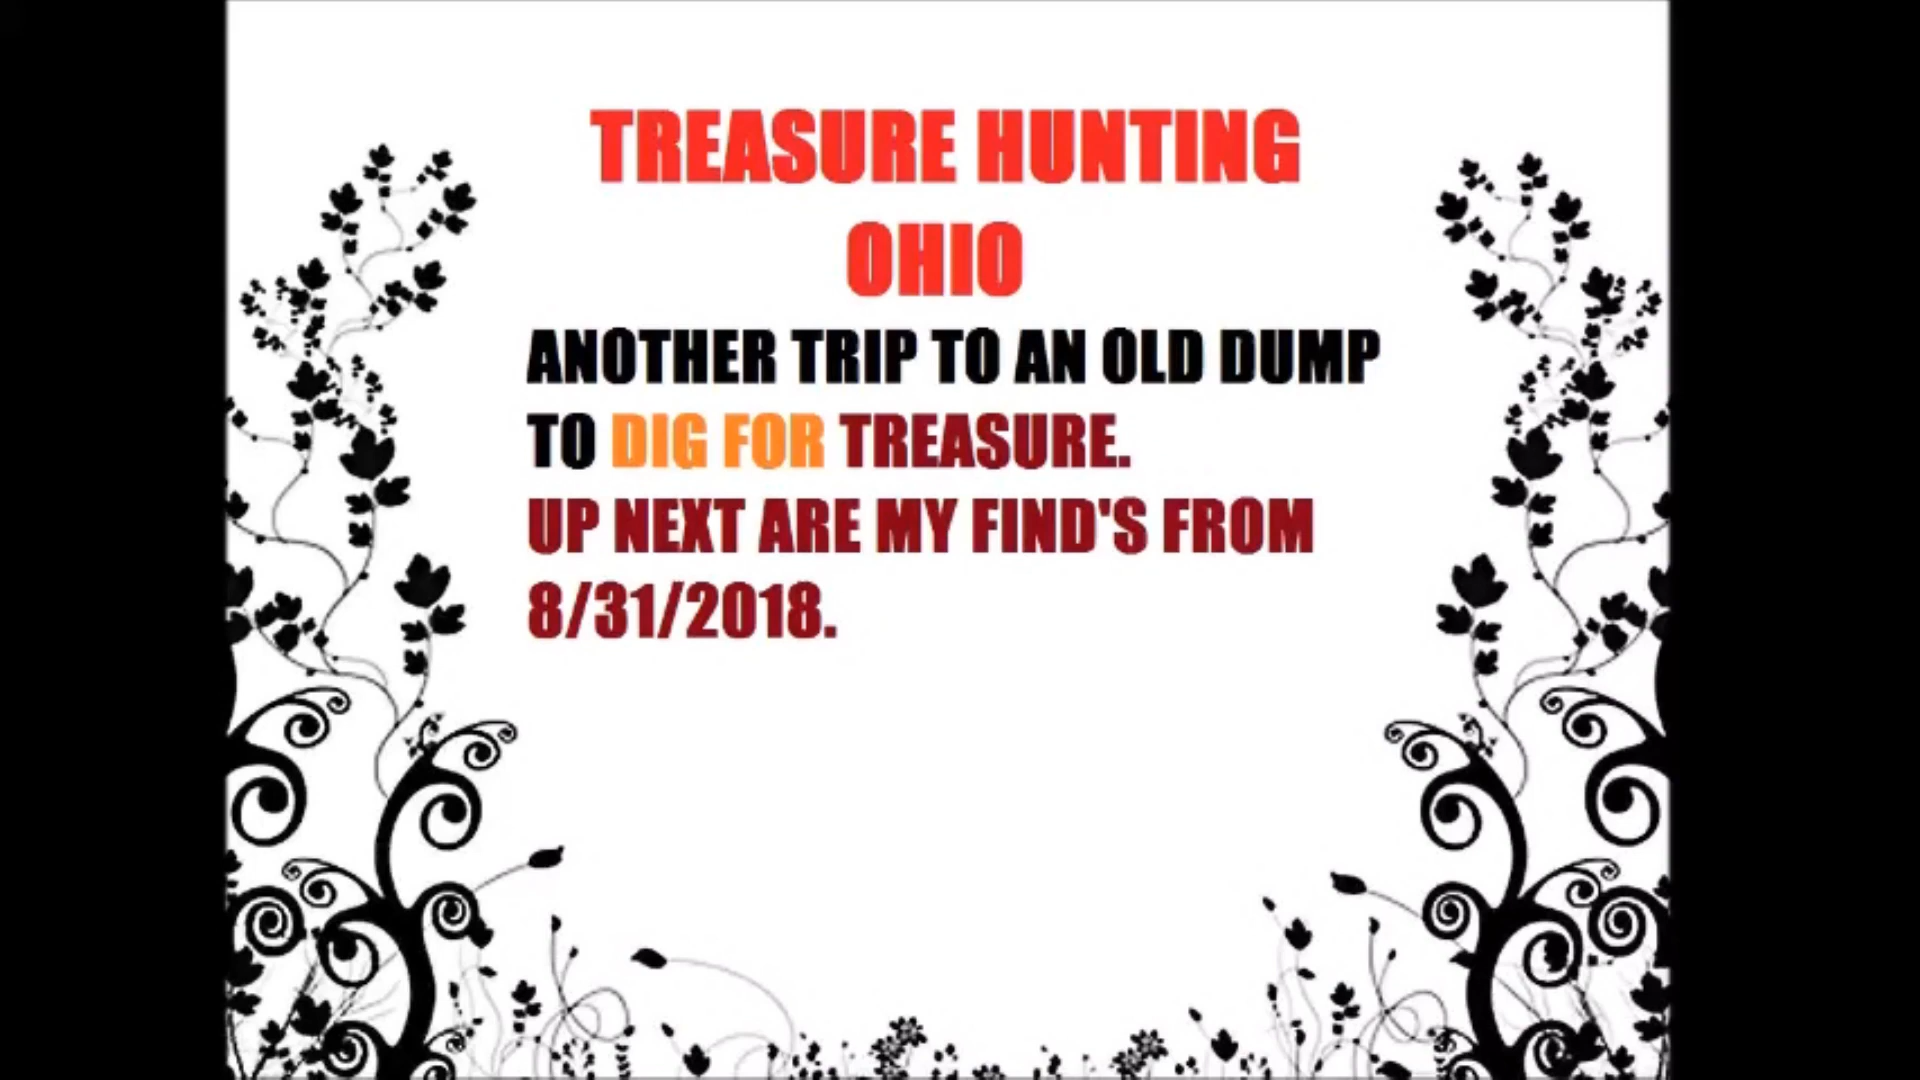 TREASURE HUNTING
OHIO
ANOTHER TRIP TO AN OLD DUMP
TO DIG FOR TREASURE.
UP NEXT ARE MY FIND'S FROM
8/31/2018.